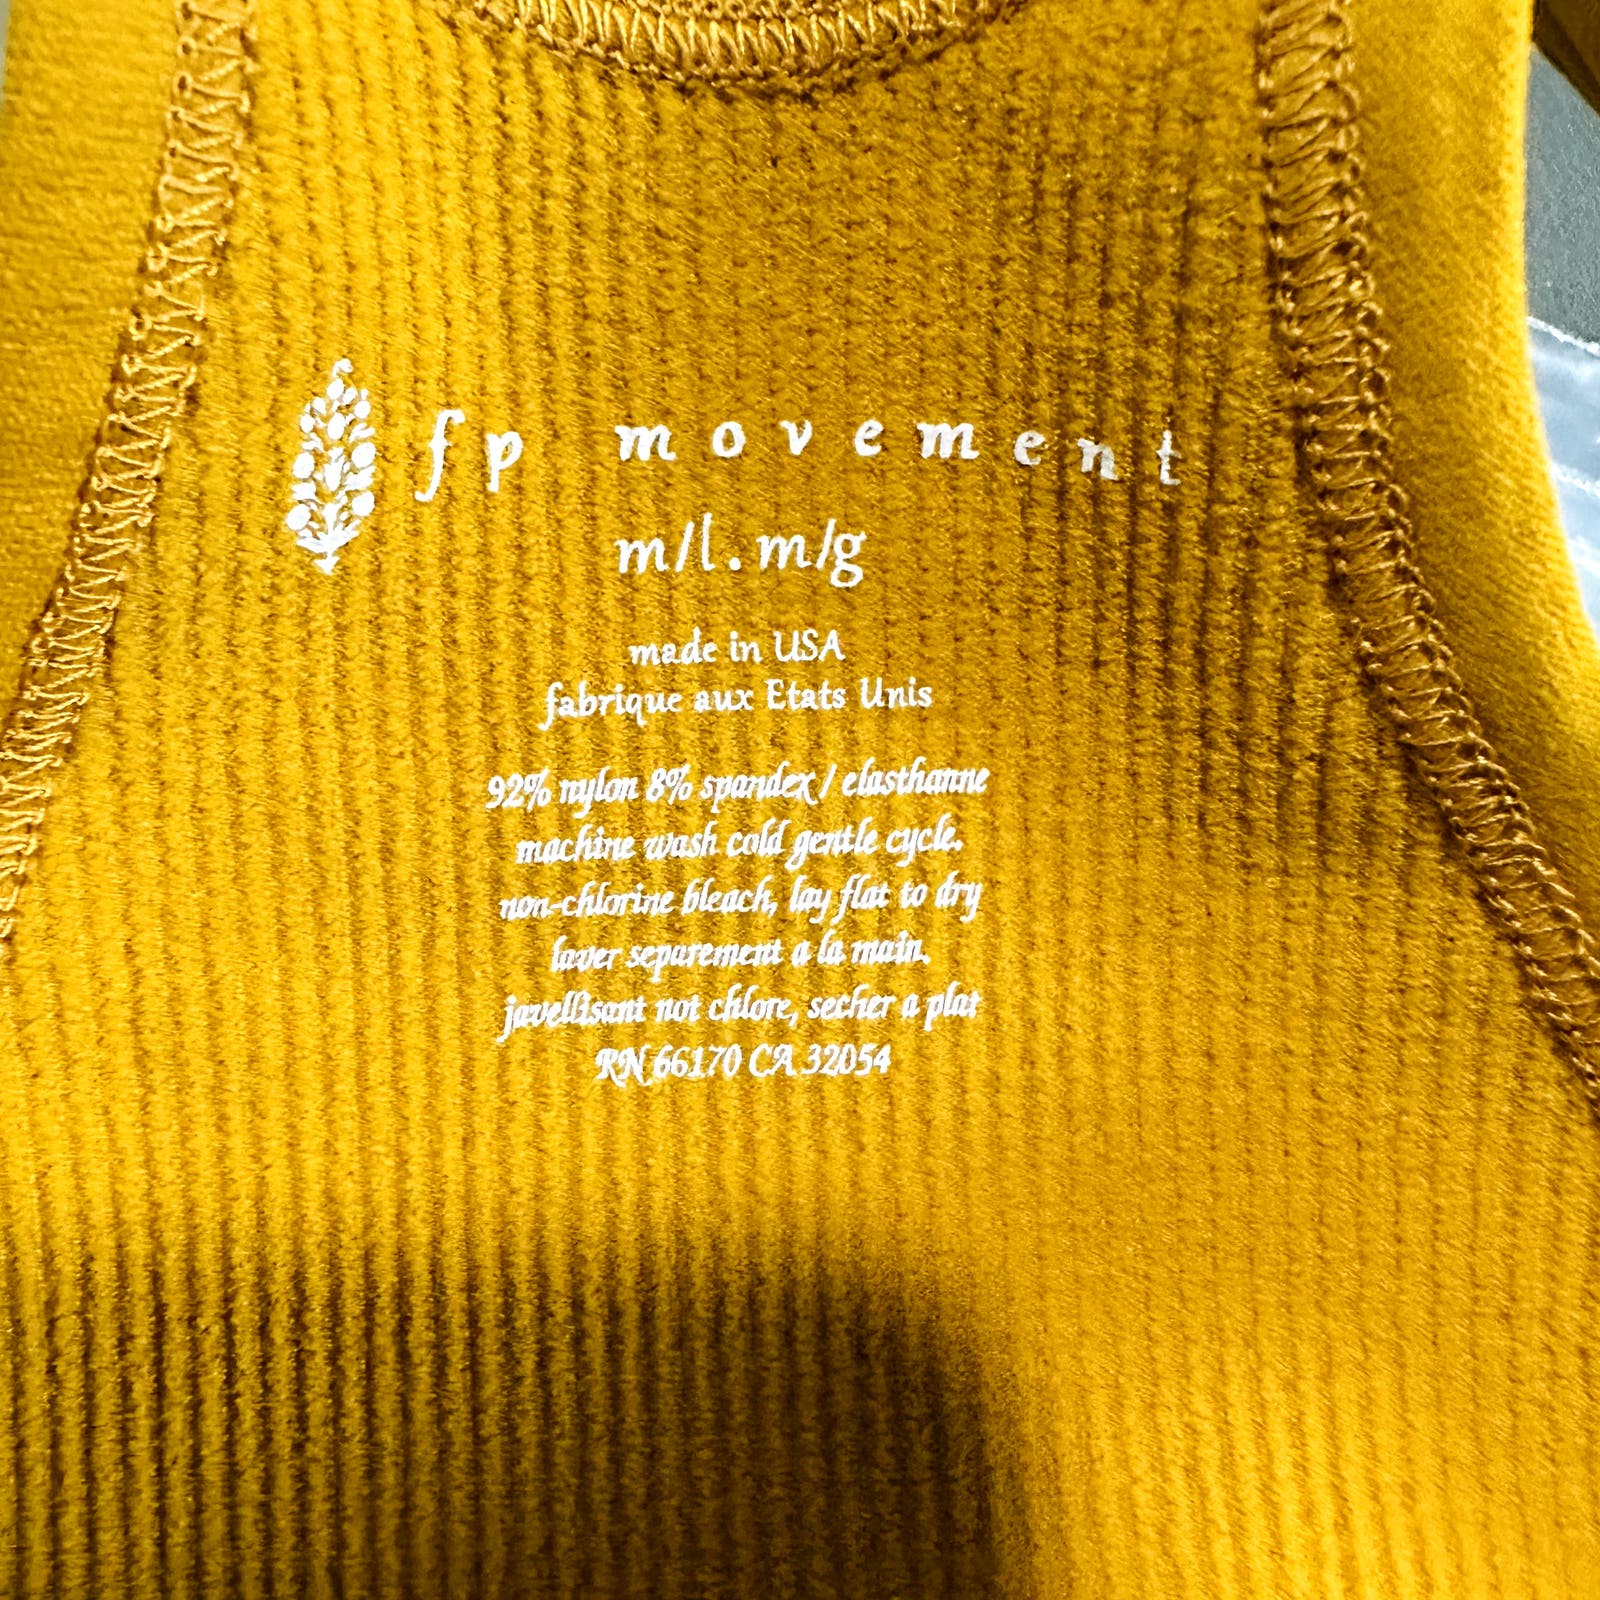 fp movement
m/l . m/g
made in USA
fabrique aux Etats Unis
92% nylon 8% spandex / elasthanne
machine wash cold gentle cycle.
non-chlorine bleach, lay flat to dry
laver separement a la main.
javellisant not chlore, secher a plat
RN 66170 CA 32054